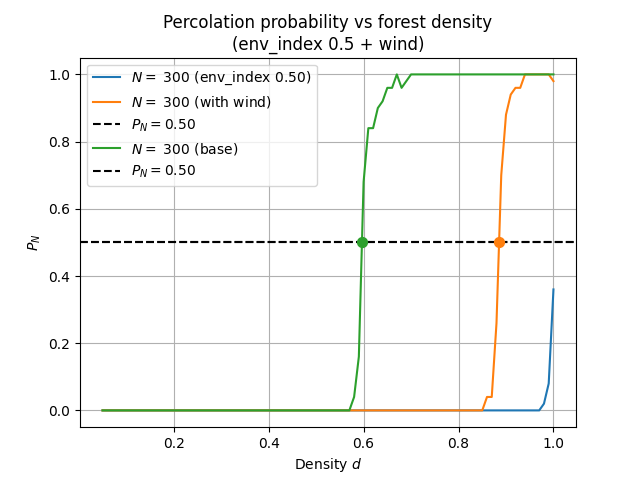 Percolation probability vs forest density
(env_index 0.5 + wind)
N = 300 (env_index 0.50)
N = 300 (with wind)
P_N = 0.50
N = 300 (base)
P_N = 0.50
P_N
1.0
0.8
0.6
0.4
0.2
0.0
0.2 0.4 0.6 0.8 1.0
Density d